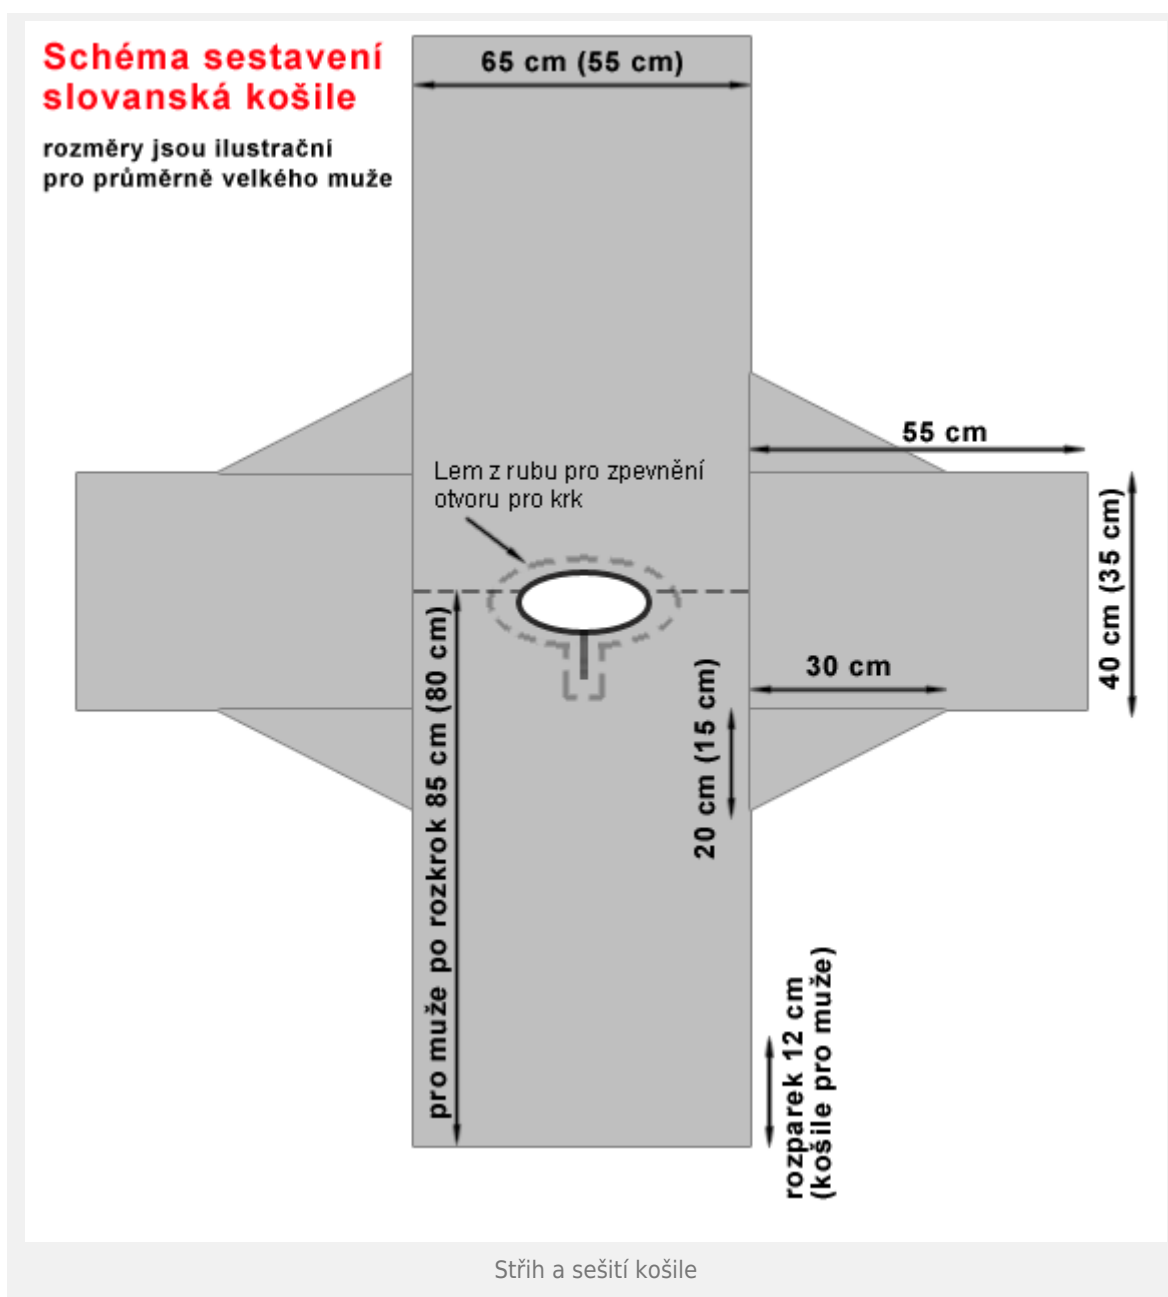 Schéma sestavení
slovanská košile
rozměry jsou ilustrační
pro průměrně velkého muže
65 cm (55 cm)
55 cm
Lem z rubu pro zpevnění
otvoru pro krk
40 cm (35 cm)
30 cm
20 cm (15 cm)
pro muže po rozkrok 85 cm (80 cm)
rozparek 12 cm
(košile pro muže)
Střih a sešití košile